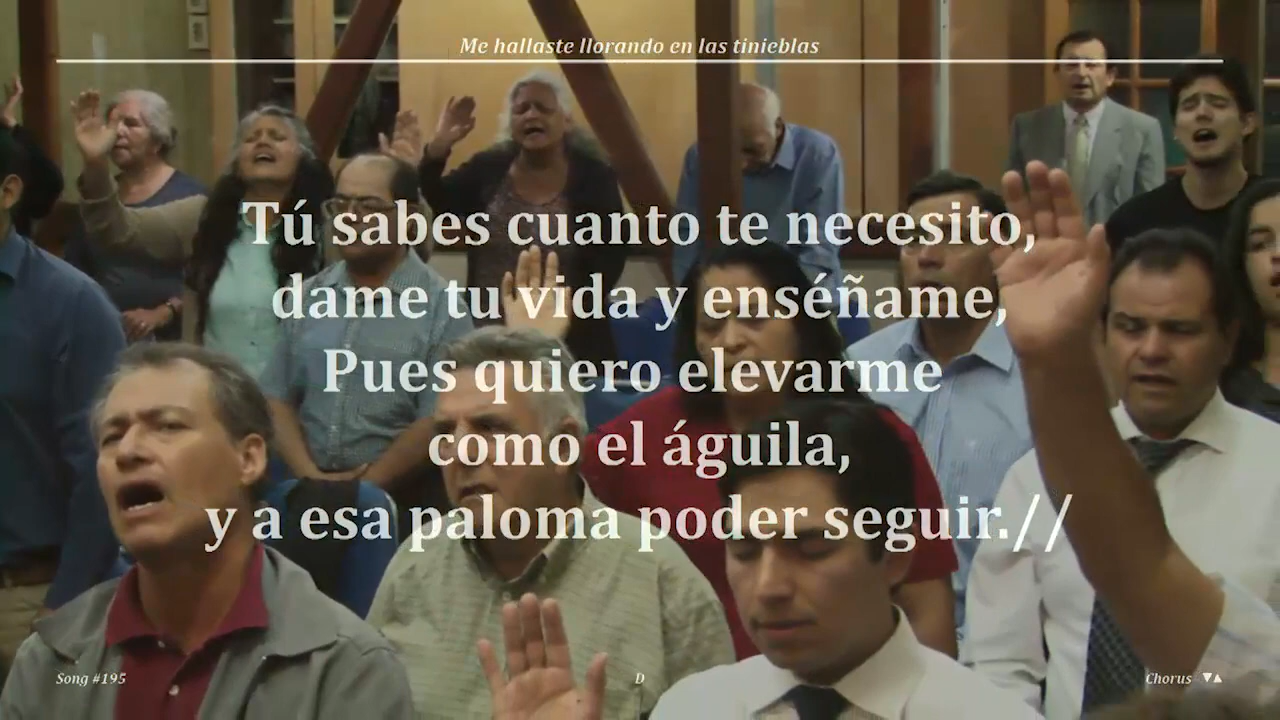 Me hallaste llorando en las tinieblas
Tú sabes cuanto te necesito,
dame tu vida y enséñame,
Pues quiero elevarme
como el águila,
y a esa paloma poder seguir.//
Song #195
D
Chorus ▼▲